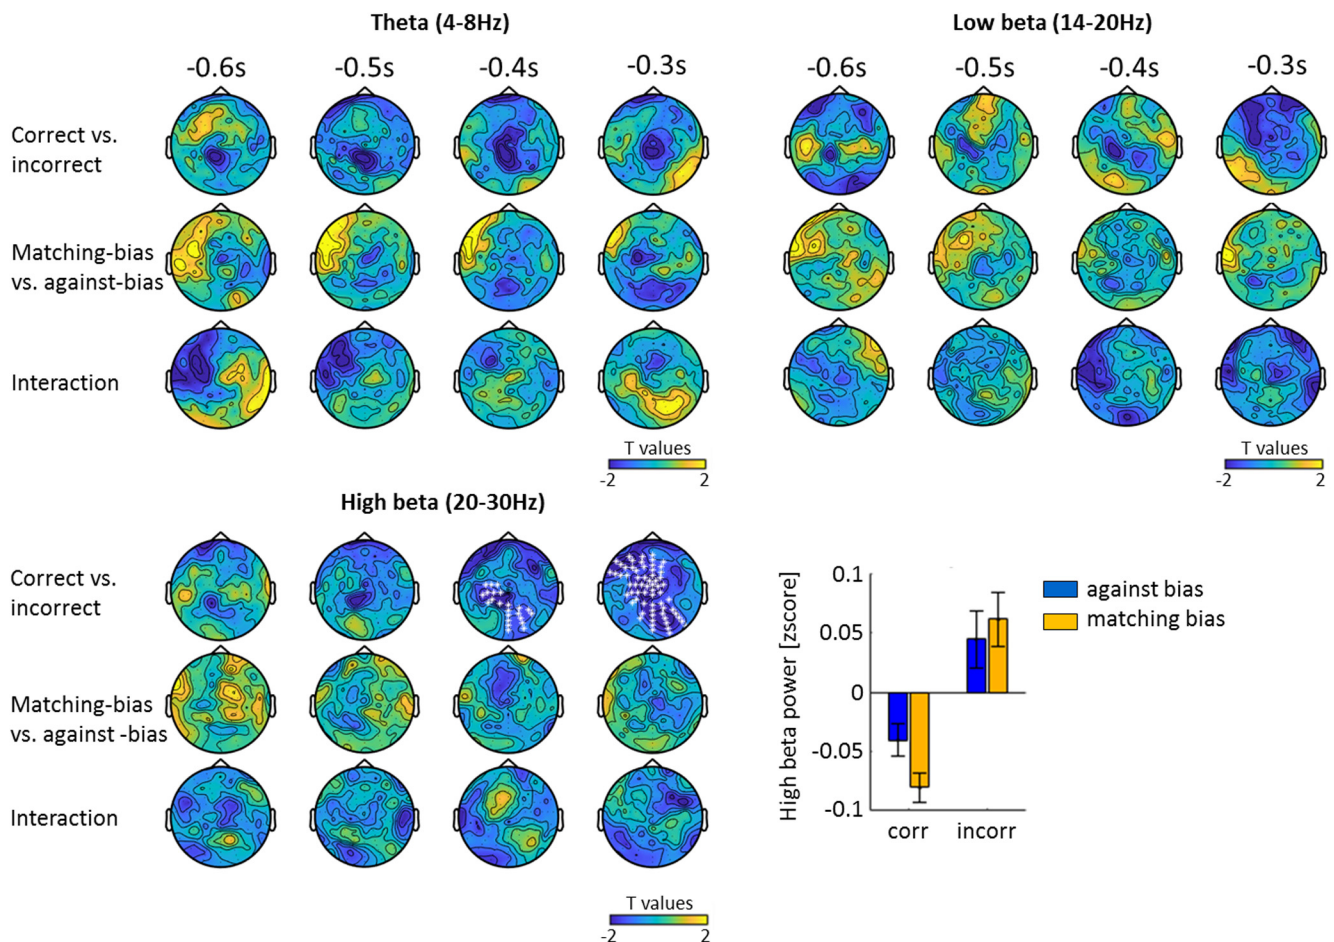 Theta (4-8Hz)
-0.6s -0.5s -0.4s -0.3s
Correct vs.
incorrect
Matching-bias
vs. against-bias
Interaction
T values
-2 2
Low beta (14-20Hz)
-0.6s -0.5s -0.4s -0.3s
T values
-2 2
High beta (20-30Hz)
Correct vs.
incorrect
Matching-bias
vs. against -bias
Interaction
T values
-2 2
High beta power [zscore]
0.1
0.05
0
-0.05
-0.1
corr incorr
against bias
matching bias